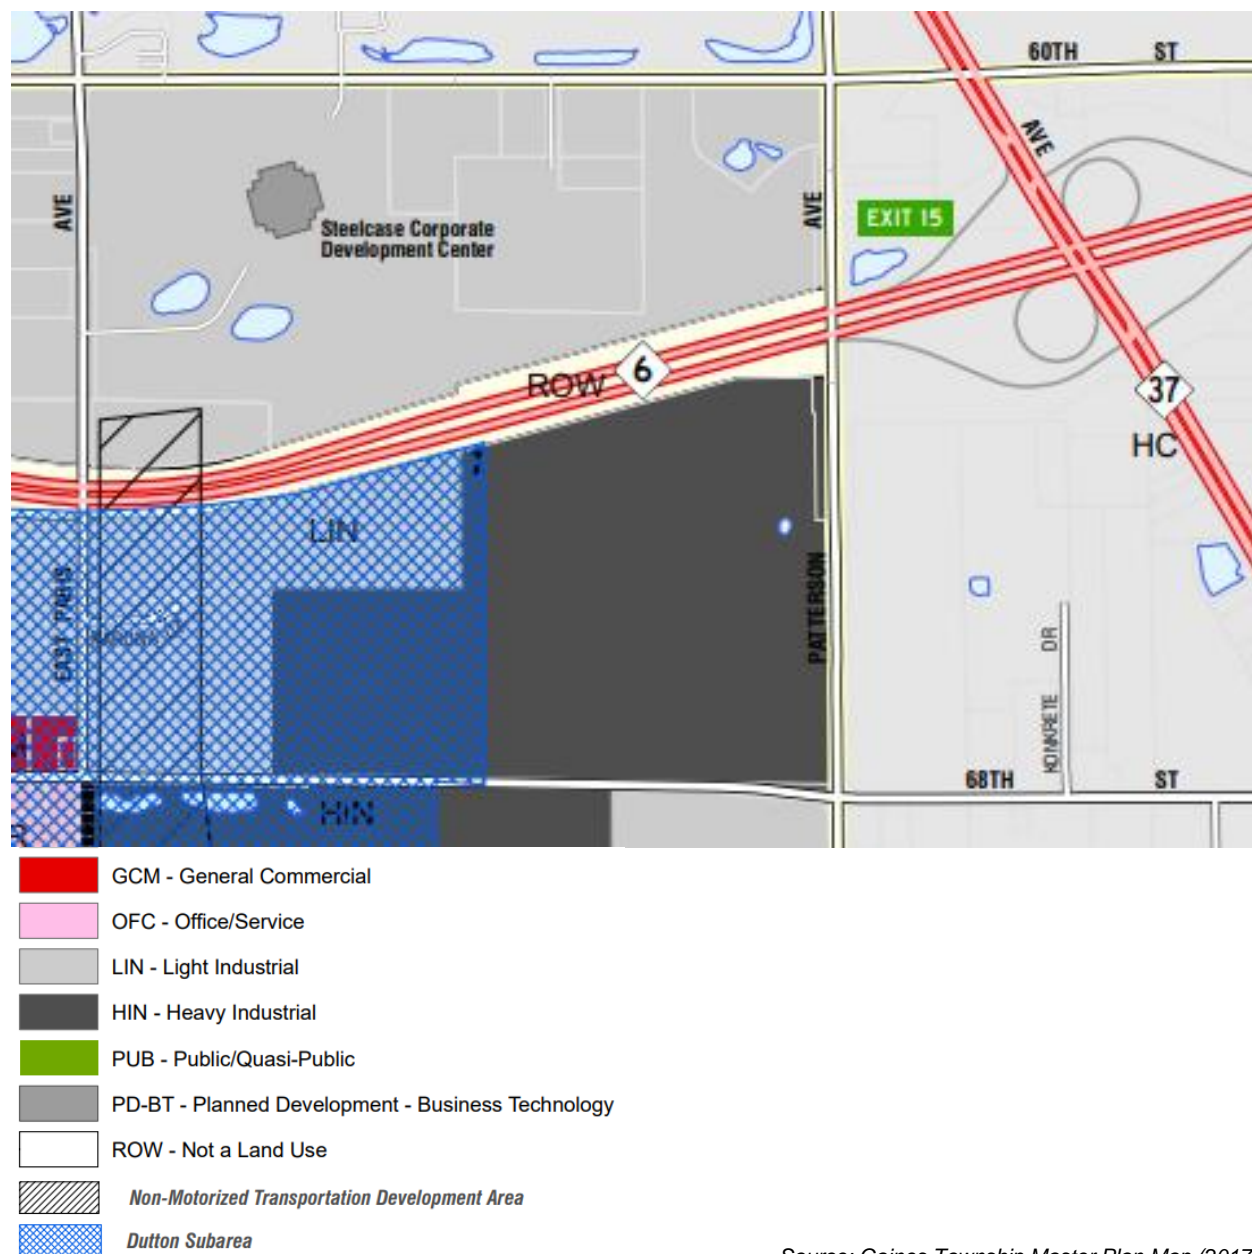 60TH ST
AVE
AVE
AVE
EXIT 15
Steelcase Corporate
Development Center
ROW
6
37
HC
LIN
EAST PARIS
PATTERSON
KONKRETE DR
68TH ST
HIN
GCM - General Commercial
OFC - Office/Service
LIN - Light Industrial
HIN - Heavy Industrial
PUB - Public/Quasi-Public
PD-BT - Planned Development - Business Technology
ROW - Not a Land Use
Non-Motorized Transportation Development Area
Dutton Subarea